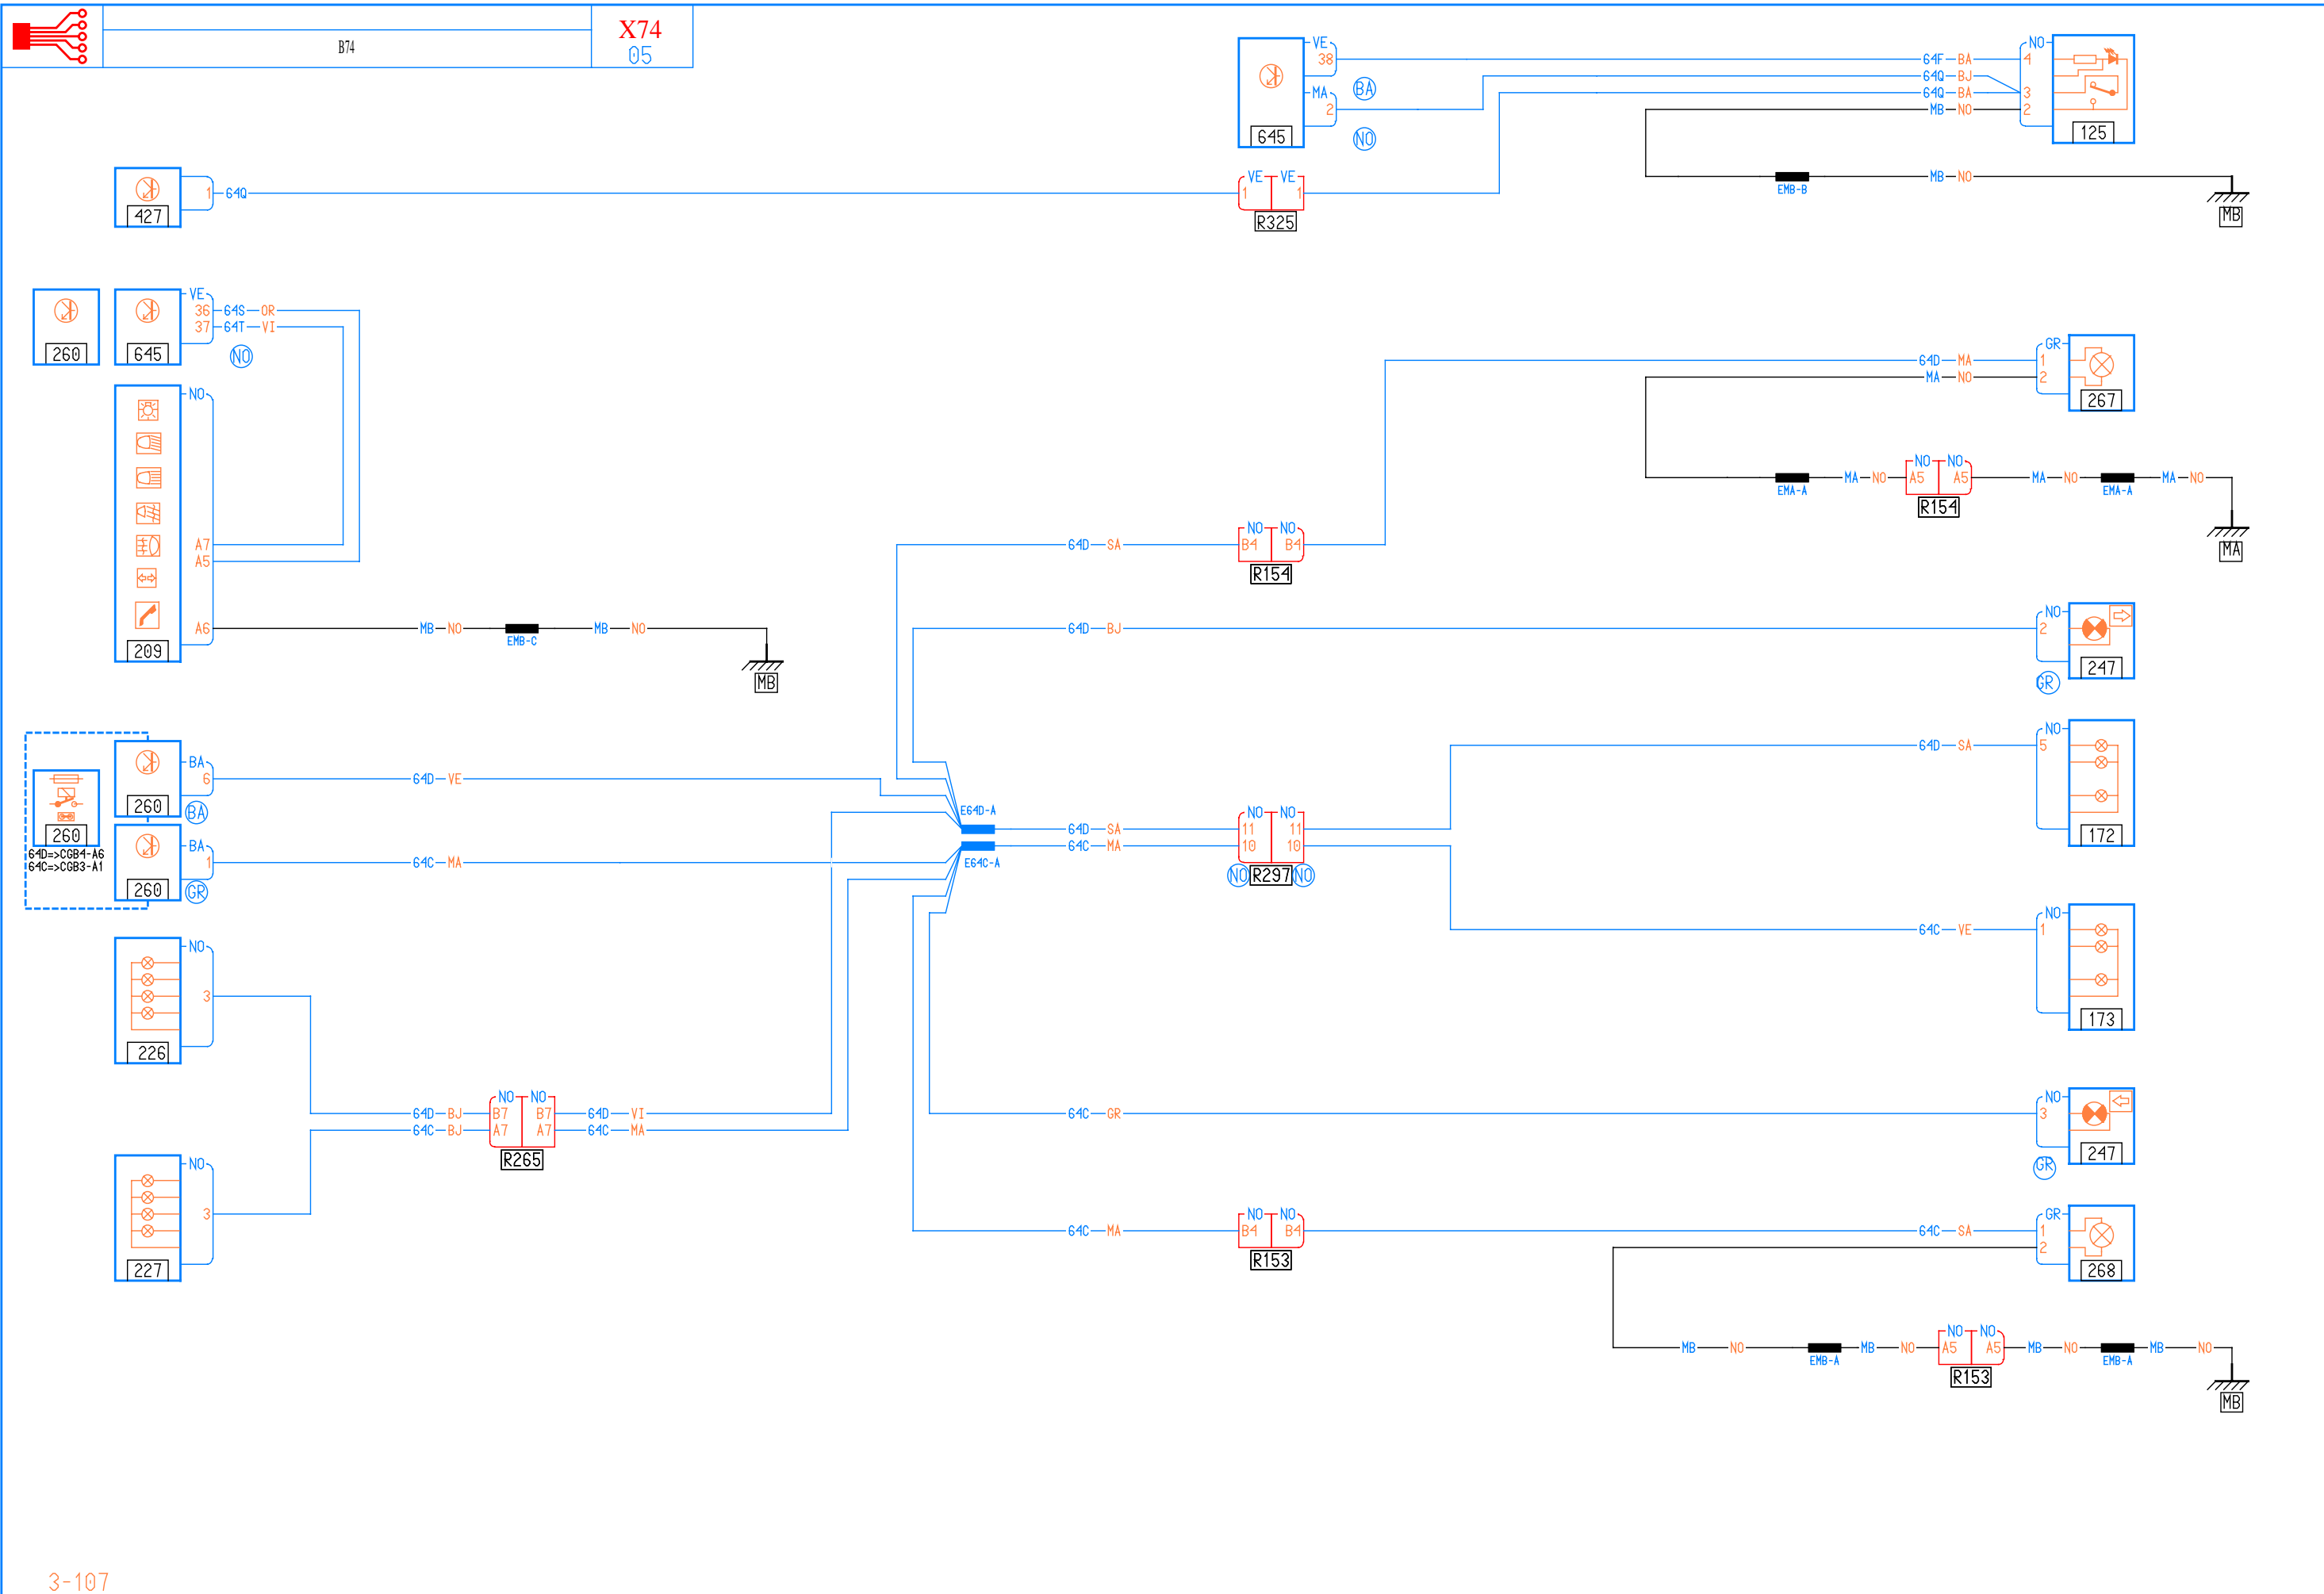 B74
X74
05
VE
38
MA
2
645
BA
NO
64F BA
64Q BJ
64Q BA
MB NO
NO
4
3
2
125
EMB-B
MB NO
MB
427
1
64Q
VE VE
1 1
R325
260
645
VE
36 64S OR
37 64T VI
NO
NO
A7
A5
A6
209
MB NO
EMB-C
MB NO
MB
64D MA
MA NO
GR
1
2
267
EMA-A
MA NO
NO NO
A5 A5
R154
MA NO
EMA-A
MA NO
MA
64D SA
NO NO
B4 B4
R154
64D BJ
NO
2
247
GR
260
64D=>CGB4-A6
64C=>CGB3-A1
260
BA
6
BA
64D VE
260
BA
1
GR
64C MA
E64D-A
E64C-A
64D SA
64C MA
NO NO
11 11
10 10
NO R297 NO
64D SA
NO
5
172
64C VE
NO
1
173
NO
3
226
NO
3
227
64D BJ
64C BJ
NO NO
B7 B7
A7 A7
R265
64D VI
64C MA
64C GR
NO
3
247
GR
64C MA
NO NO
B4 B4
R153
64C SA
GR
1
2
268
MB NO
EMB-A
MB NO
NO NO
A5 A5
R153
MB NO
EMB-A
MB NO
MB
3-107